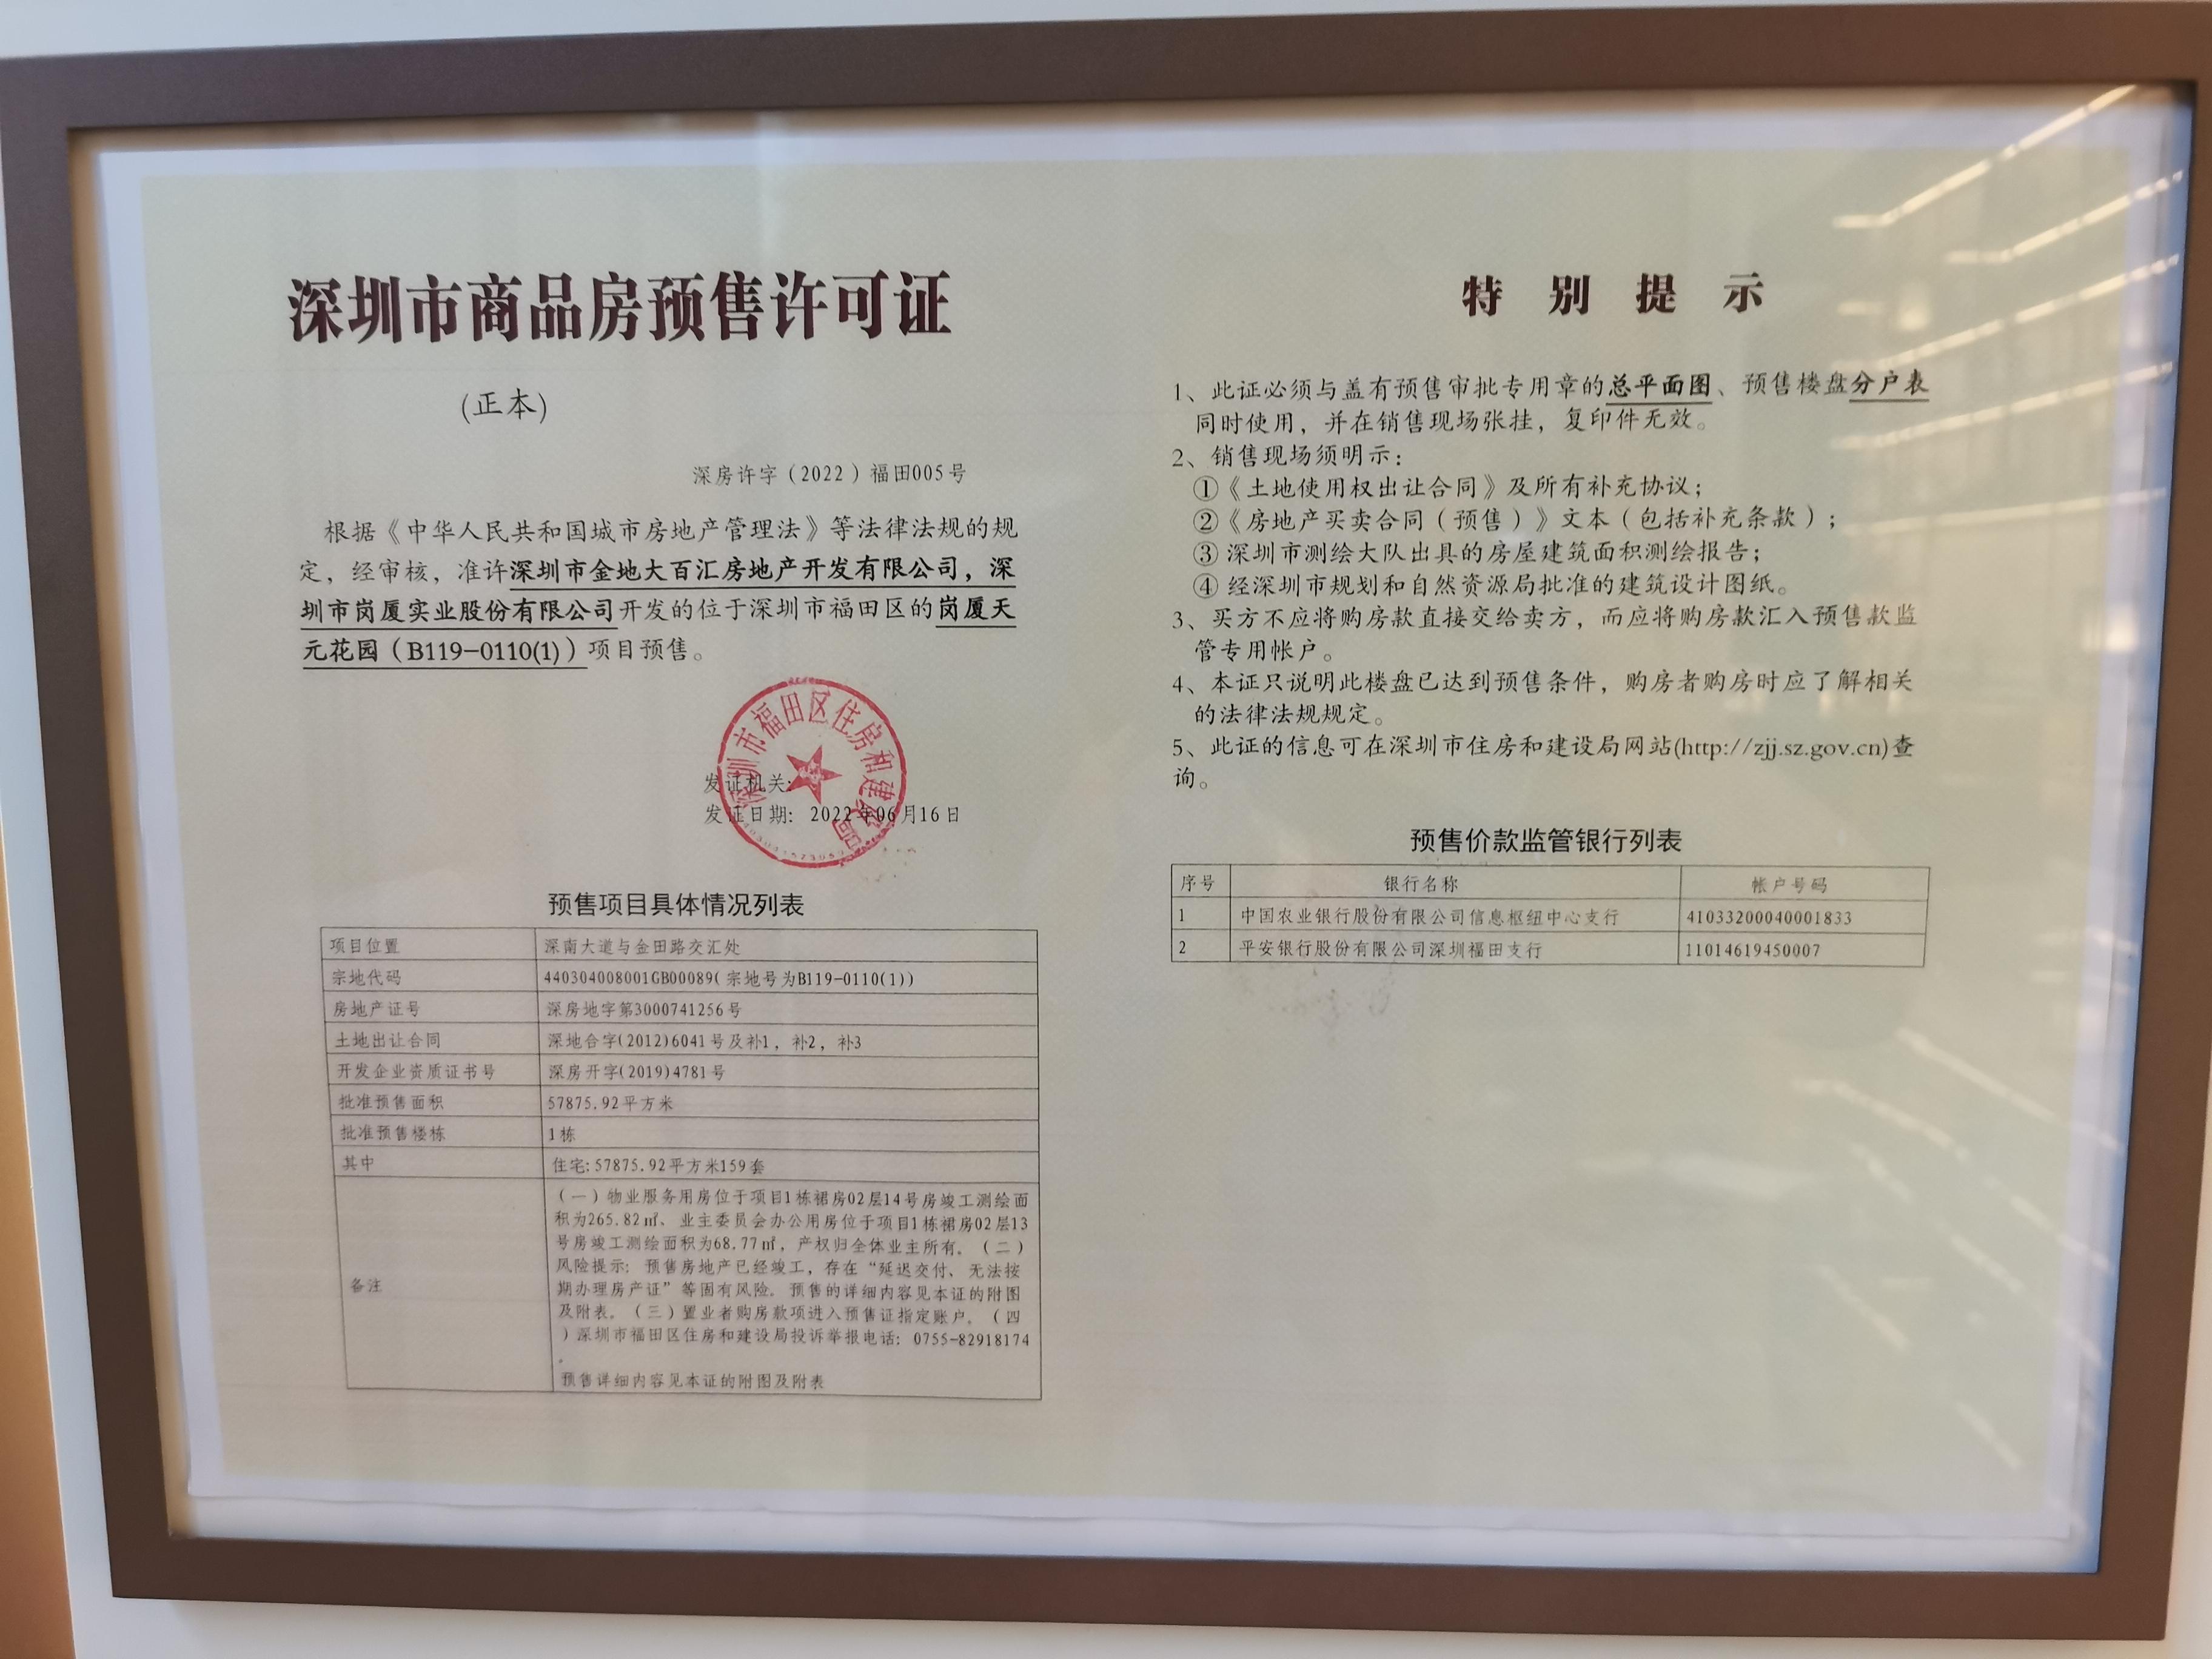 深圳市商品房预售许可证
(正本)
深房许字（2022）福田005号
根据《中华人民共和国城市房地产管理法》等法律法规的规
定，经审核，准许深圳市金地大百汇房地产开发有限公司，深
圳市岗厦实业股份有限公司开发的位于深圳市福田区的岗厦天
元花园（B119-0110(1)）项目预售。
深圳市福田区住房和建设局
发证机关:
发证日期: 2022年06月16日
预售项目具体情况列表
项目位置 深南大道与金田路交汇处
宗地代码 440304008001GB00089(宗地号为B119-0110(1))
房地产证号 深房地字第3000741256号
土地出让合同 深地合字(2012)6041号及补1，补2，补3
开发企业资质证书号 深房开字(2019)4781号
批准预售面积 57875.92平方米
批准预售楼栋 1栋
其中 住宅:57875.92平方米159套
备注
（一）物业服务用房位于项目1栋裙房02层14号房竣工测绘面
积为265.82㎡、业主委员会办公用房位于项目1栋裙房02层13
号房竣工测绘面积为68.77㎡，产权归全体业主所有。（二）
风险提示：预售房地产已经竣工，存在“延迟交付、无法按
期办理房产证”等固有风险。预售的详细内容见本证的附图
及附表。（三）置业者购房款项进入预售证指定账户。（四
）深圳市福田区住房和建设局投诉举报电话：0755-82918174
。
预售详细内容见本证的附图及附表
特别提示
1、此证必须与盖有预售审批专用章的总平面图、预售楼盘分户表
同时使用，并在销售现场张挂，复印件无效。
2、销售现场须明示：
①《土地使用权出让合同》及所有补充协议；
②《房地产买卖合同（预售）》文本（包括补充条款）；
③深圳市测绘大队出具的房屋建筑面积测绘报告；
④经深圳市规划和自然资源局批准的建筑设计图纸。
3、买方不应将购房款直接交给卖方，而应将购房款汇入预售款监
管专用帐户。
4、本证只说明此楼盘已达到预售条件，购房者购房时应了解相关
的法律法规规定。
5、此证的信息可在深圳市住房和建设局网站(http://zjj.sz.gov.cn)查
询。
预售价款监管银行列表
序号 银行名称 帐户号码
1 中国农业银行股份有限公司信息枢纽中心支行 41033200040001833
2 平安银行股份有限公司深圳福田支行 11014619450007